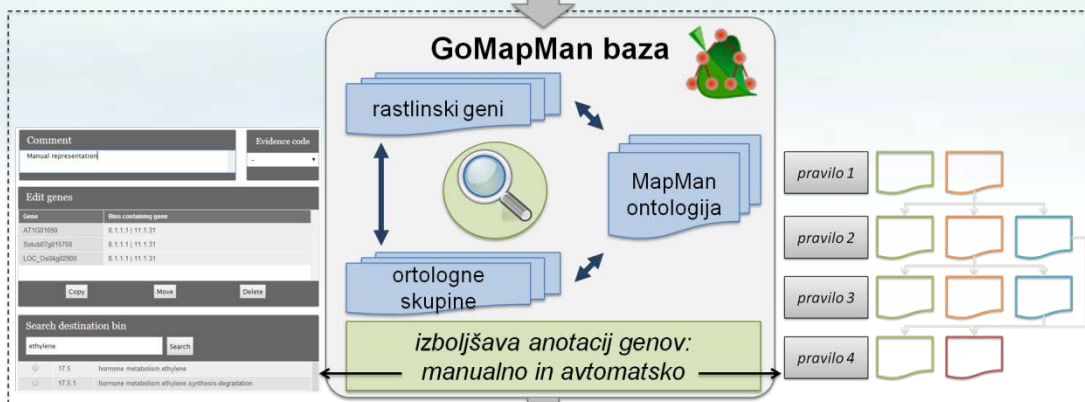 GoMapMan baza
rastlinski geni
MapMan
ontologija
ortologne
skupine
izboljšava anotacij genov:
manualno in avtomatsko
Comment
Evidence code
Manual representation
-
Edit genes
Gene
Bins containing gene
AT1G01090
8.1.1.1 | 11.1.31
Sotub07g015750
8.1.1.1 | 11.1.31
LOC_Os04g02900
8.1.1.1 | 11.1.31
Copy
Move
Delete
Search destination bin
ethylene
Search
17.5
hormone metabolism.ethylene
17.5.1
hormone metabolism.ethylene.synthesis-degradation
pravilo 1
pravilo 2
pravilo 3
pravilo 4